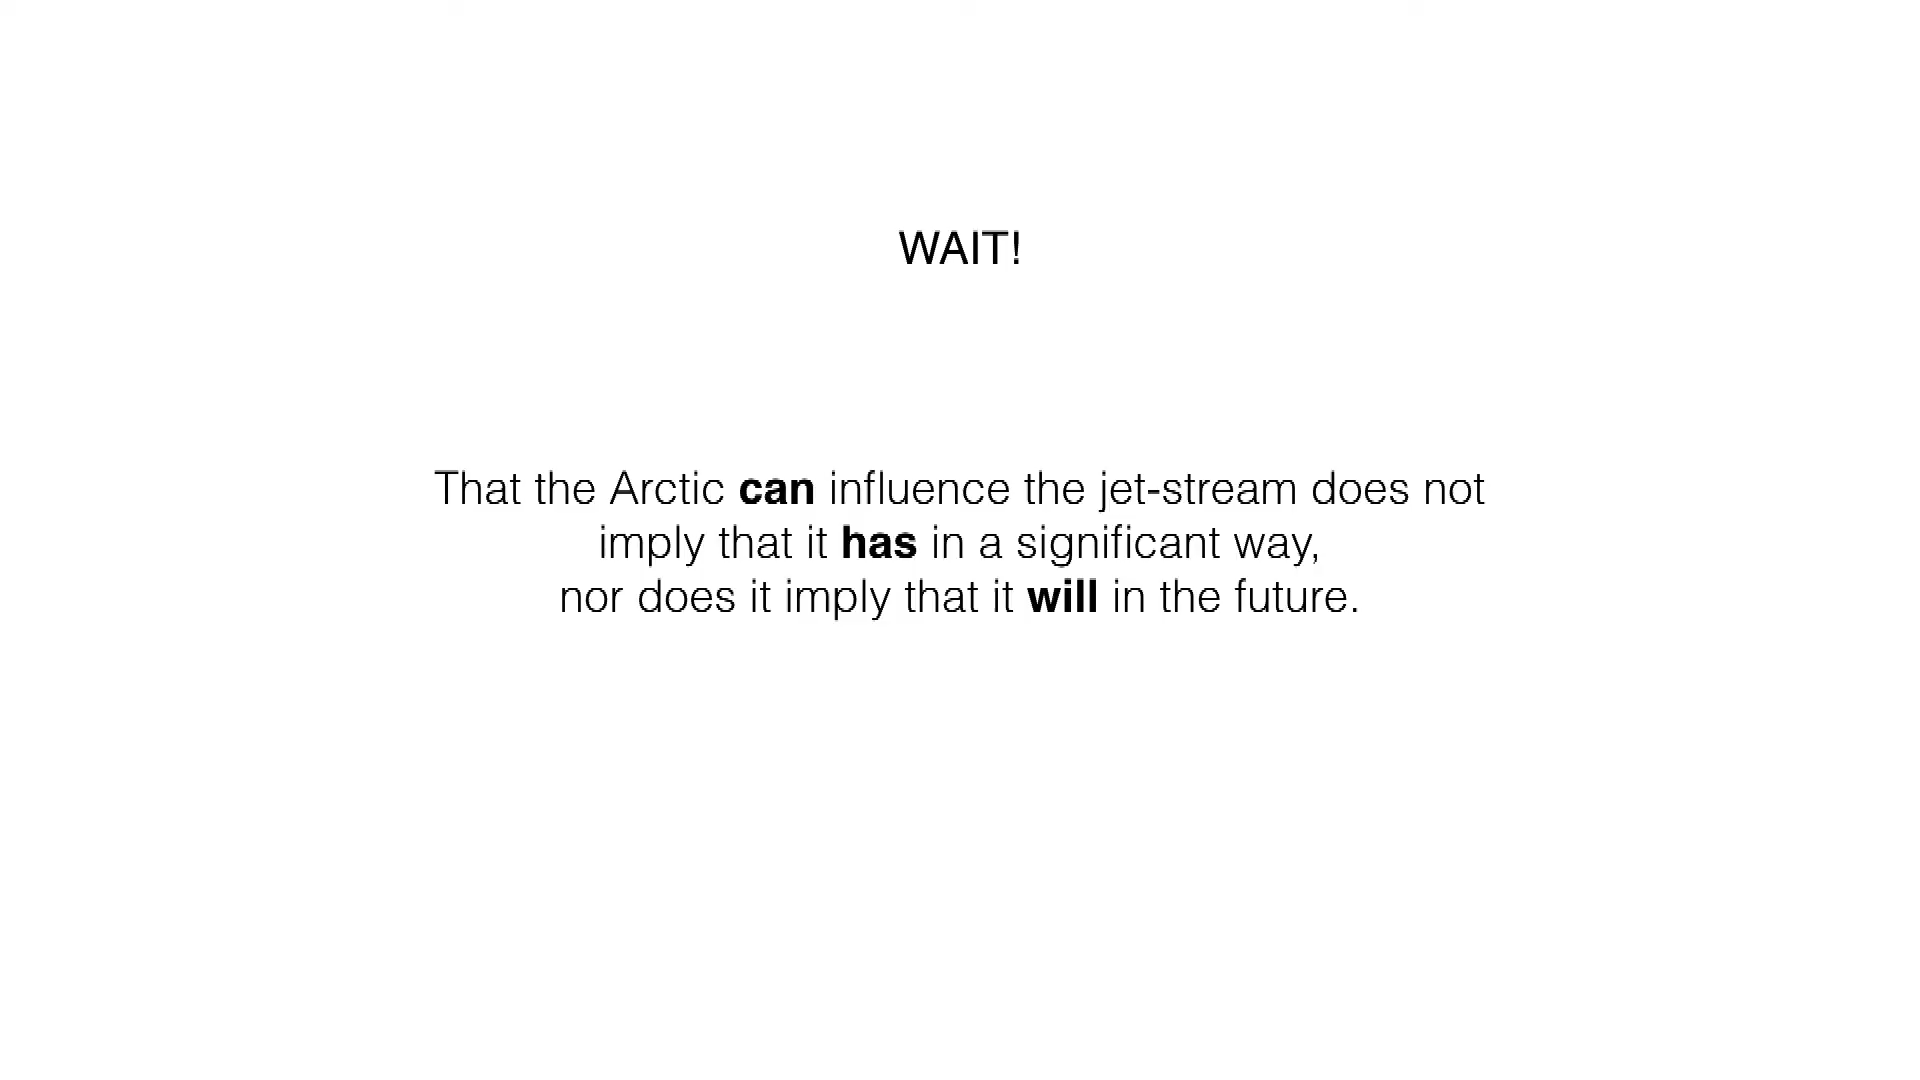 WAIT!
That the Arctic can influence the jet-stream does not
imply that it has in a significant way,
nor does it imply that it will in the future.